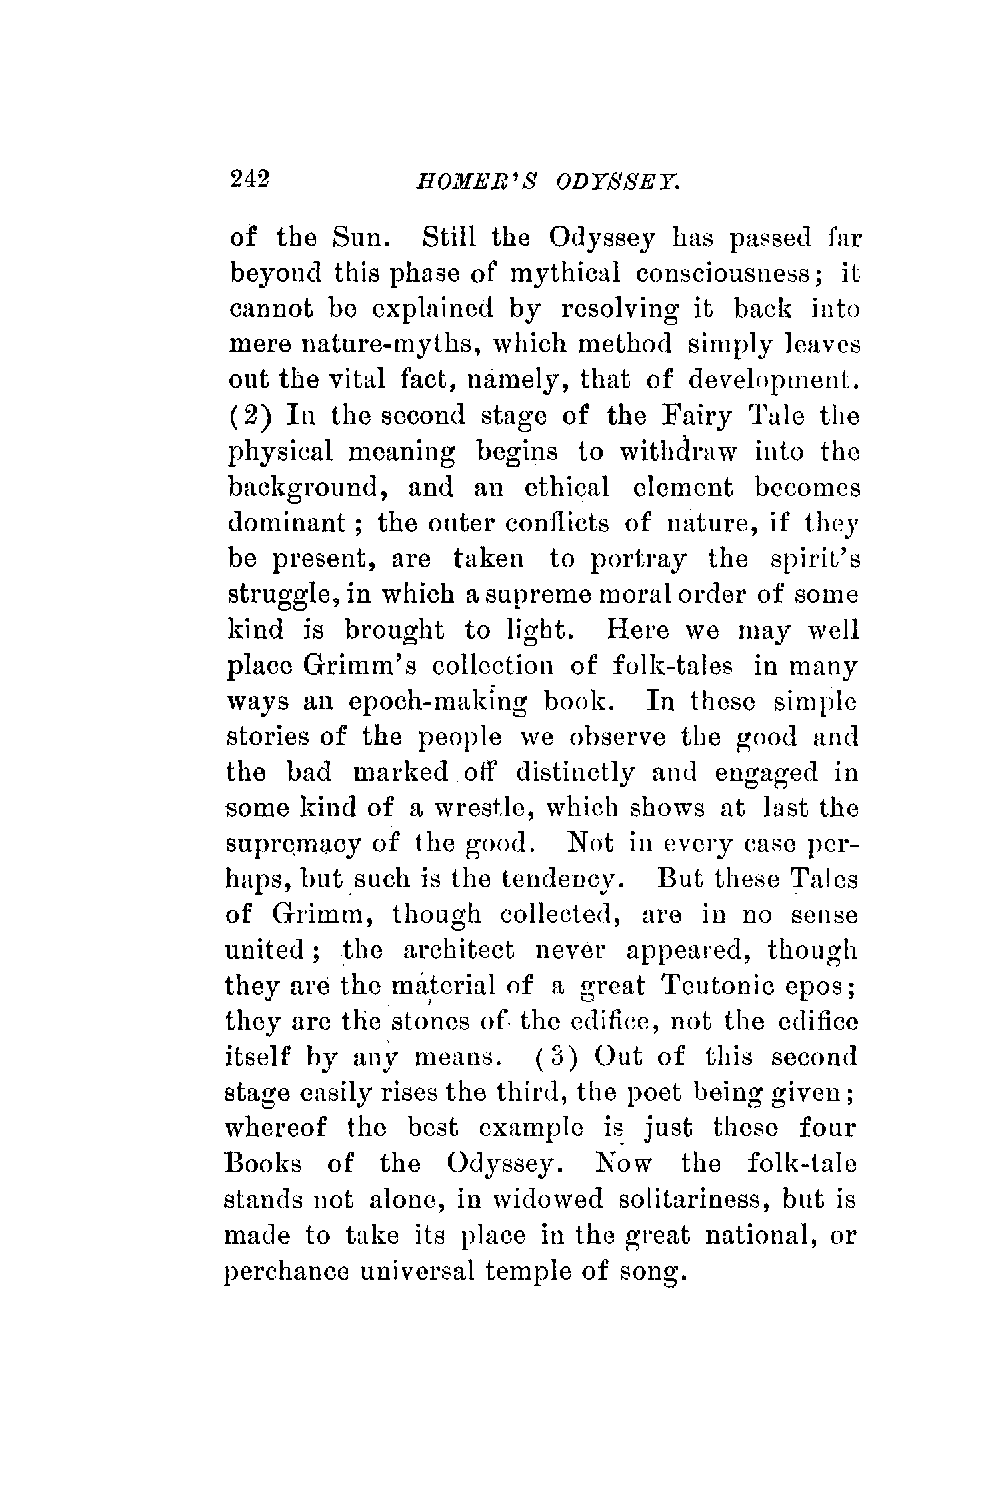 242 HOMER'S ODYSSEY.
of the Sun. Still the Odyssey has passed far
beyond this phase of mythical consciousness; it
cannot be explained by resolving it back into
mere nature-myths, which method simply leaves
out the vital fact, namely, that of development.
(2) In the second stage of the Fairy Tale the
physical meaning begins to withdraw into the
background, and an ethical element becomes
dominant; the outer conflicts of nature, if they
be present, are taken to portray the spirit's
struggle, in which a supreme moral order of some
kind is brought to light. Here we may well
place Grimm's collection of folk-tales in many
ways an epoch-making book. In these simple
stories of the people we observe the good and
the bad marked off distinctly and engaged in
some kind of a wrestle, which shows at last the
supremacy of the good. Not in every case per-
haps, but such is the tendency. But these Tales
of Grimm, though collected, are in no sense
united; the architect never appeared, though
they are the material of a great Teutonic epos;
they are the stones of the edifice, not the edifice
itself by any means. (3) Out of this second
stage easily rises the third, the poet being given;
whereof the best example is just these four
Books of the Odyssey. Now the folk-tale
stands not alone, in widowed solitariness, but is
made to take its place in the great national, or
perchance universal temple of song.